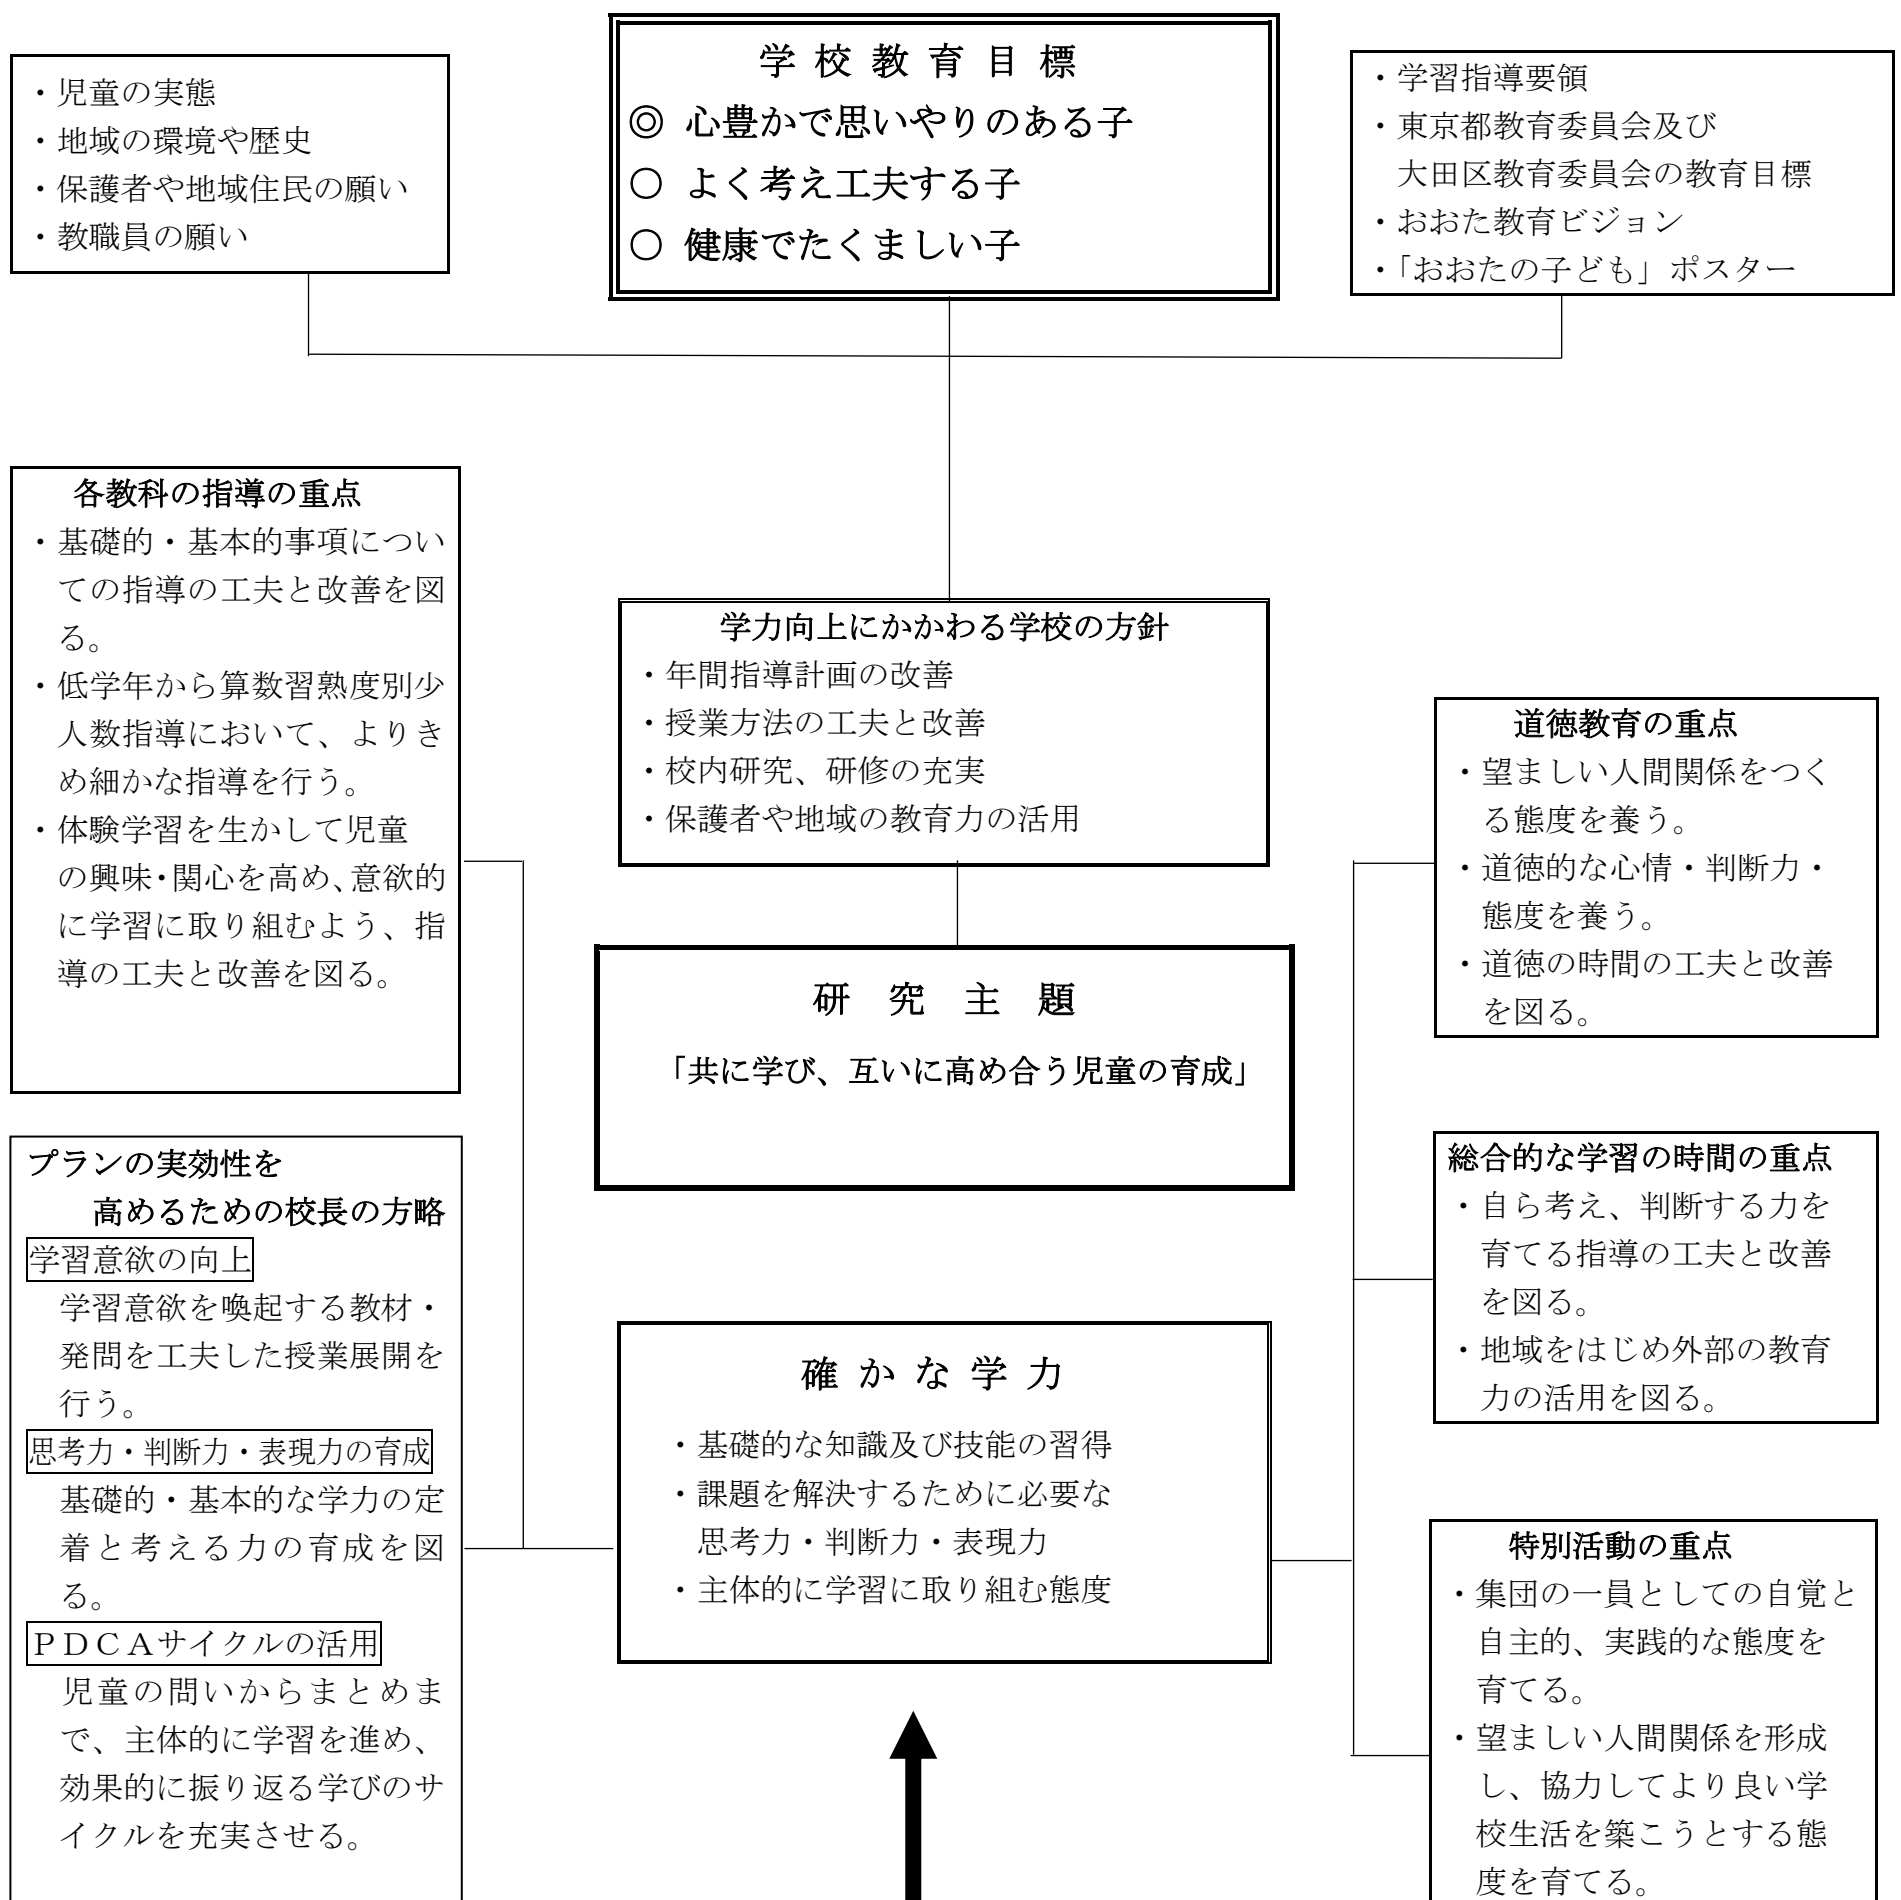 ・児童の実態
・地域の環境や歴史
・保護者や地域住民の願い
・教職員の願い
学校教育目標
◎ 心豊かで思いやりのある子
○ よく考え工夫する子
○ 健康でたくましい子
・学習指導要領
・東京都教育委員会及び
大田区教育委員会の教育目標
・おおた教育ビジョン
・「おおたの子ども」ポスター
各教科の指導の重点
・基礎的・基本的事項につい
ての指導の工夫と改善を図
る。
・低学年から算数習熟度別少
人数指導において、よりき
め細かな指導を行う。
・体験学習を生かして児童
の興味・関心を高め、意欲的
に学習に取り組むよう、指
導の工夫と改善を図る。
学力向上にかかわる学校の方針
・年間指導計画の改善
・授業方法の工夫と改善
・校内研究、研修の充実
・保護者や地域の教育力の活用
道徳教育の重点
・望ましい人間関係をつく
る態度を養う。
・道徳的な心情・判断力・
態度を養う。
・道徳の時間の工夫と改善
を図る。
研 究 主 題
「共に学び、互いに高め合う児童の育成」
プランの実効性を
高めるための校長の方略
学習意欲の向上
学習意欲を喚起する教材・
発問を工夫した授業展開を
行う。
思考力・判断力・表現力の育成
基礎的・基本的な学力の定
着と考える力の育成を図
る。
ＰＤＣＡサイクルの活用
児童の問いからまとめま
で、主体的に学習を進め、
効果的に振り返る学びのサ
イクルを充実させる。
総合的な学習の時間の重点
・自ら考え、判断する力を
育てる指導の工夫と改善
を図る。
・地域をはじめ外部の教育
力の活用を図る。
確かな学力
・基礎的な知識及び技能の習得
・課題を解決するために必要な
思考力・判断力・表現力
・主体的に学習に取り組む態度
特別活動の重点
・集団の一員としての自覚と
自主的、実践的な態度を
育てる。
・望ましい人間関係を形成
し、協力してより良い学
校生活を築こうとする態
度を育てる。